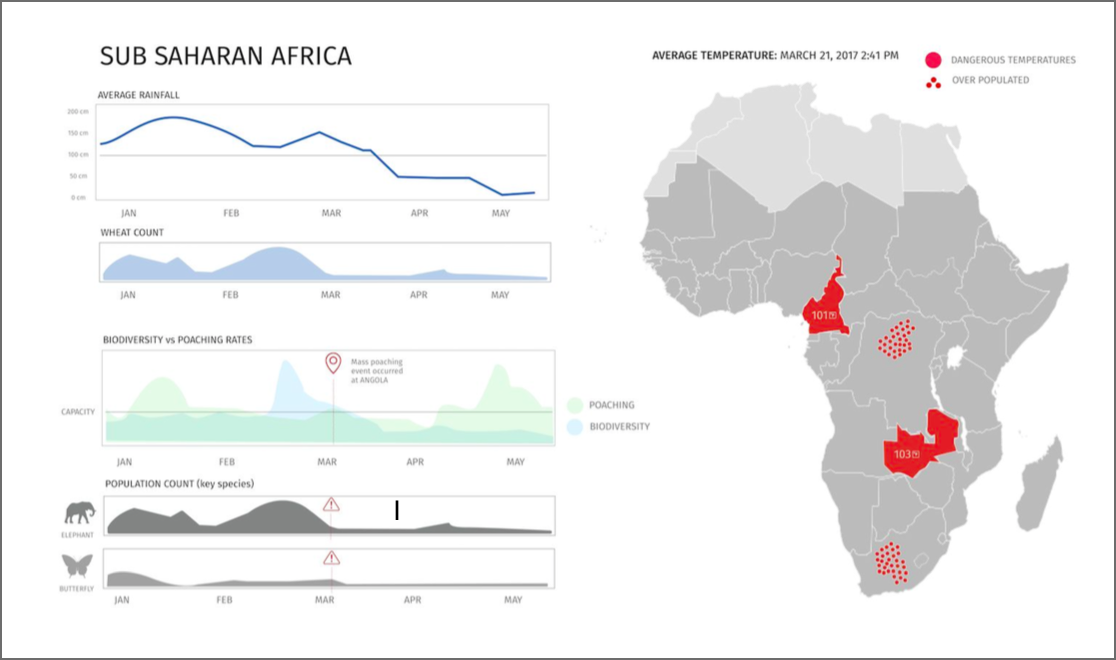 SUB SAHARAN AFRICA
AVERAGE RAINFALL
200 cm
150 cm
100 cm
50 cm
0 cm
JAN FEB MAR APR MAY
WHEAT COUNT
JAN FEB MAR APR MAY
BIODIVERSITY vs POACHING RATES
Mass poaching
event occurred
at ANGOLA
CAPACITY
POACHING
BIODIVERSITY
JAN FEB MAR APR MAY
POPULATION COUNT (key species)
ELEPHANT
BUTTERFLY
JAN FEB MAR APR MAY
AVERAGE TEMPERATURE: MARCH 21, 2017 2:41 PM
DANGEROUS TEMPERATURES
OVER POPULATED
101
103